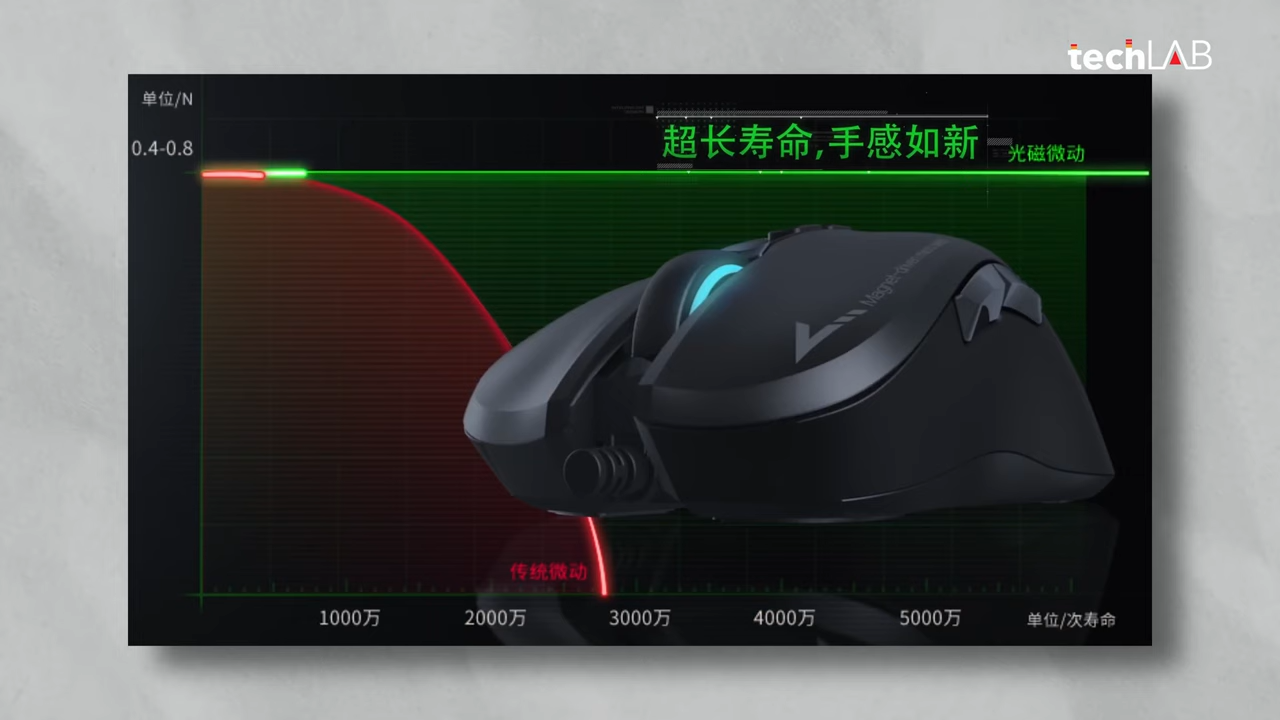 techLAB
单位/N
0.4-0.8
超长寿命,手感如新
光磁微动
传统微动
1000万
2000万
3000万
4000万
5000万
单位/次寿命